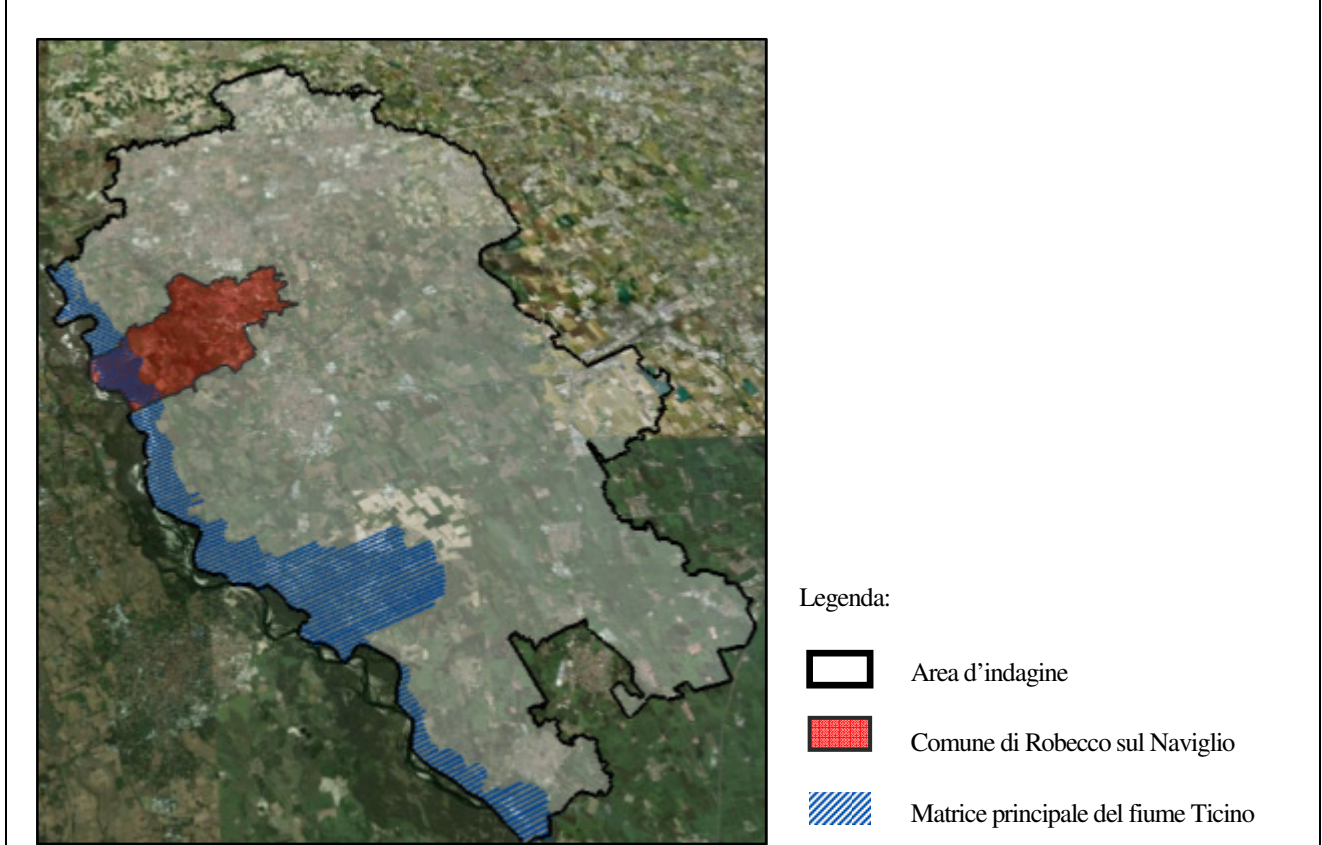 Legenda:
Area d’indagine
Comune di Robecco sul Naviglio
Matrice principale del fiume Ticino